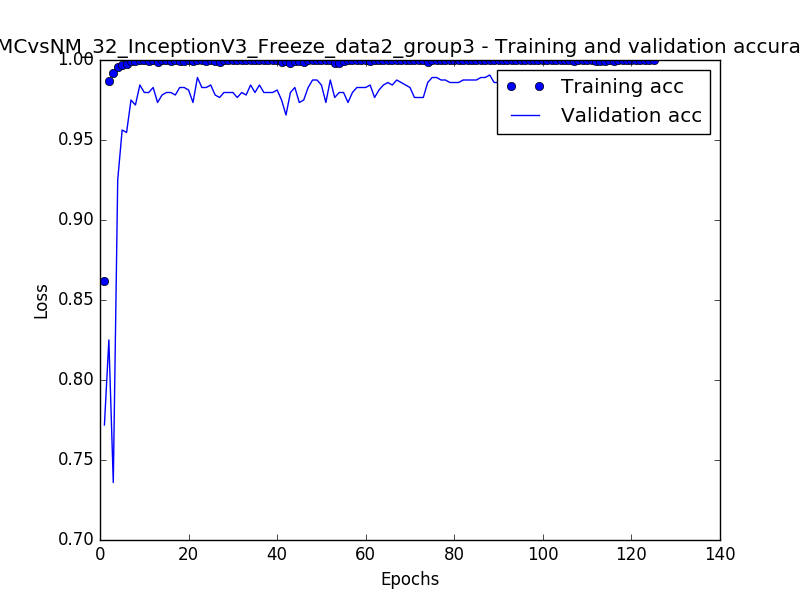 MCvsNM_32_InceptionV3_Freeze_data2_group3 - Training and validation accura
1.00
0.95
0.90
0.85
0.80
0.75
0.70
Loss
Training acc
Validation acc
0 20 40 60 80 100 120 140
Epochs